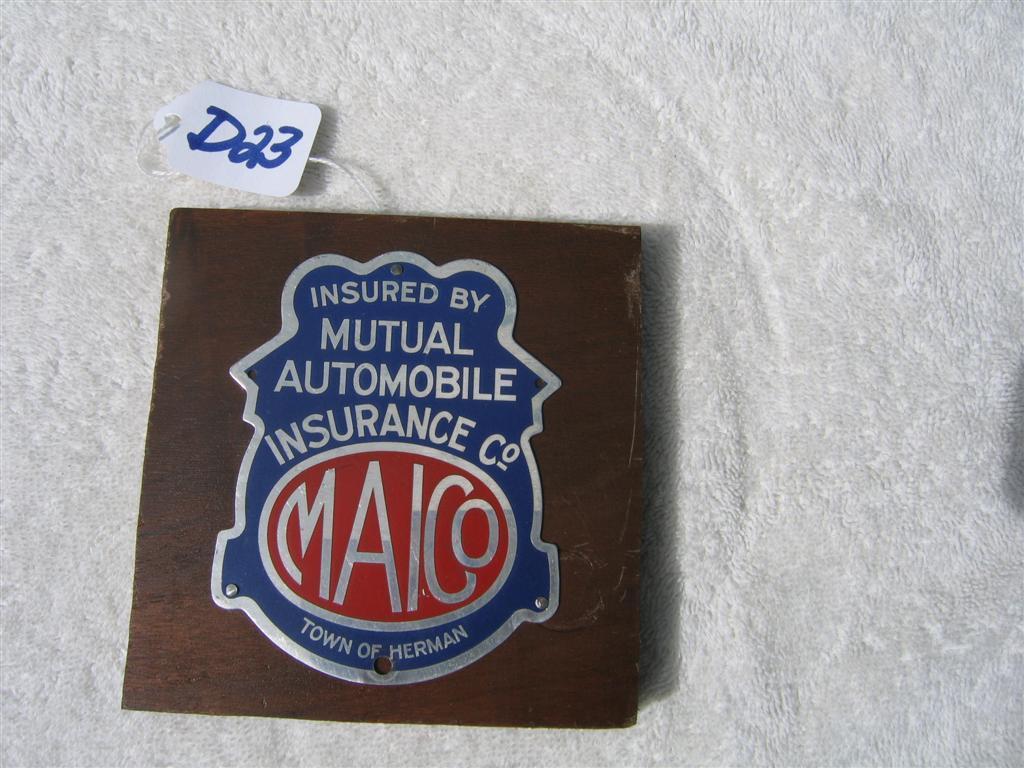 D23
INSURED BY
MUTUAL
AUTOMOBILE
INSURANCE Cº
MAICO
TOWN OF HERMAN